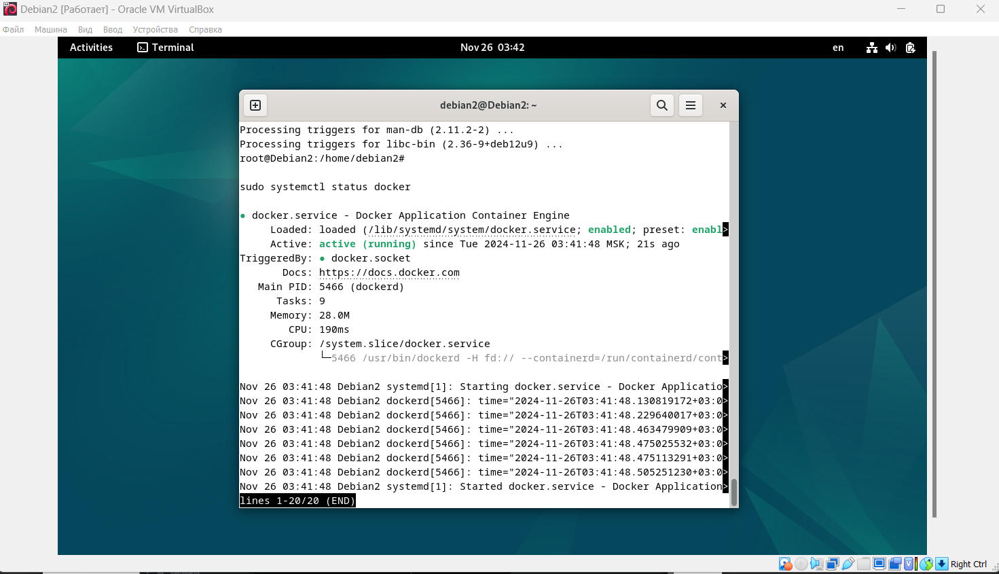 Debian2 [Работает] - Oracle VM VirtualBox
Файл Машина Вид Ввод Устройства Справка
Activities Terminal Nov 26 03:42 en
debian2@Debian2: ~
Processing triggers for man-db (2.11.2-2) ...
Processing triggers for libc-bin (2.36-9+deb12u9) ...
root@Debian2:/home/debian2#
sudo systemctl status docker
● docker.service - Docker Application Container Engine
Loaded: loaded (/lib/systemd/system/docker.service; enabled; preset: enabl>
Active: active (running) since Tue 2024-11-26 03:41:48 MSK; 21s ago
TriggeredBy: ● docker.socket
Docs: https://docs.docker.com
Main PID: 5466 (dockerd)
Tasks: 9
Memory: 28.0M
CPU: 190ms
CGroup: /system.slice/docker.service
└─5466 /usr/bin/dockerd -H fd:// --containerd=/run/containerd/cont>
Nov 26 03:41:48 Debian2 systemd[1]: Starting docker.service - Docker Applicatio>
Nov 26 03:41:48 Debian2 dockerd[5466]: time="2024-11-26T03:41:48.130819172+03:0>
Nov 26 03:41:48 Debian2 dockerd[5466]: time="2024-11-26T03:41:48.229640017+03:0>
Nov 26 03:41:48 Debian2 dockerd[5466]: time="2024-11-26T03:41:48.463479909+03:0>
Nov 26 03:41:48 Debian2 dockerd[5466]: time="2024-11-26T03:41:48.475025532+03:0>
Nov 26 03:41:48 Debian2 dockerd[5466]: time="2024-11-26T03:41:48.475113291+03:0>
Nov 26 03:41:48 Debian2 dockerd[5466]: time="2024-11-26T03:41:48.505251230+03:0>
Nov 26 03:41:48 Debian2 systemd[1]: Started docker.service - Docker Application>
lines 1-20/20 (END)
Right Ctrl